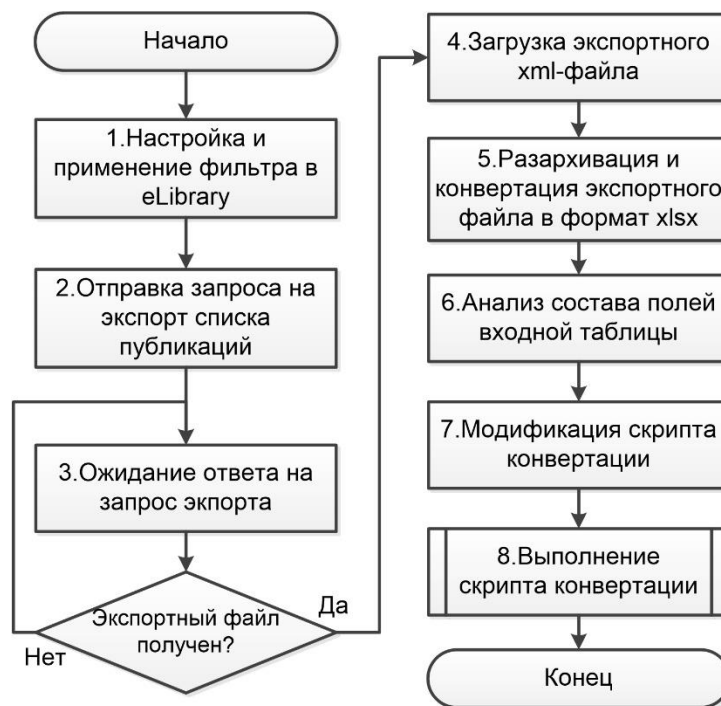 Начало
1.Настройка и
применение фильтра в
eLibrary
2.Отправка запроса на
экспорт списка
публикаций
3.Ожидание ответа на
запрос экпорта
Экспортный файл
получен?
Да
Нет
4.Загрузка экспортного
xml-файла
5.Разархивация и
конвертация экспортного
файла в формат xlsx
6.Анализ состава полей
входной таблицы
7.Модификация скрипта
конвертации
8.Выполнение
скрипта конвертации
Конец